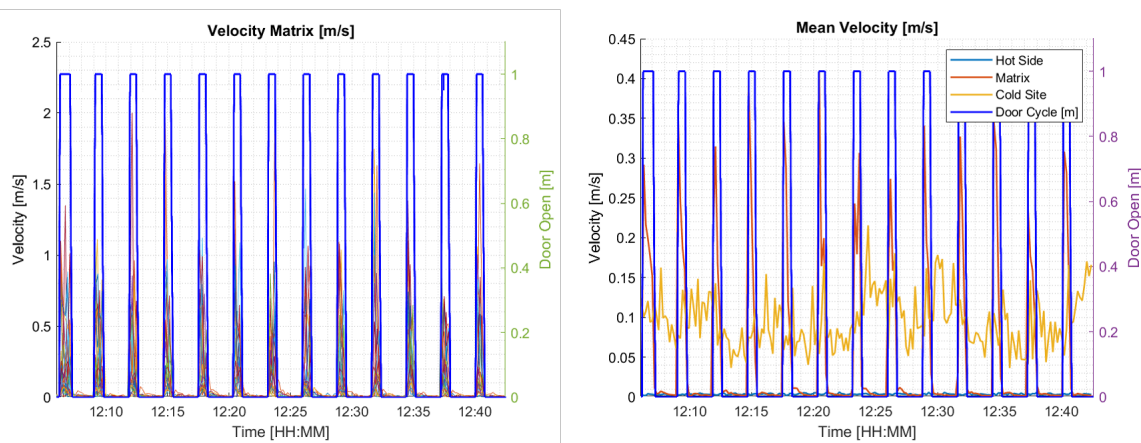 Velocity Matrix [m/s]
2.5
2
1.5
1
0.5
0
Velocity [m/s]
1
0.8
0.6
0.4
0.2
0
Door Open [m]
12:10 12:15 12:20 12:25 12:30 12:35 12:40
Time [HH:MM]
Mean Velocity [m/s]
0.45
0.4
0.35
0.3
0.25
0.2
0.15
0.1
0.05
0
Velocity [m/s]
Hot Side
Matrix
Cold Site
Door Cycle [m]
1
0.8
0.6
0.4
0.2
0
Door Open [m]
12:10 12:15 12:20 12:25 12:30 12:35 12:40
Time [HH:MM]